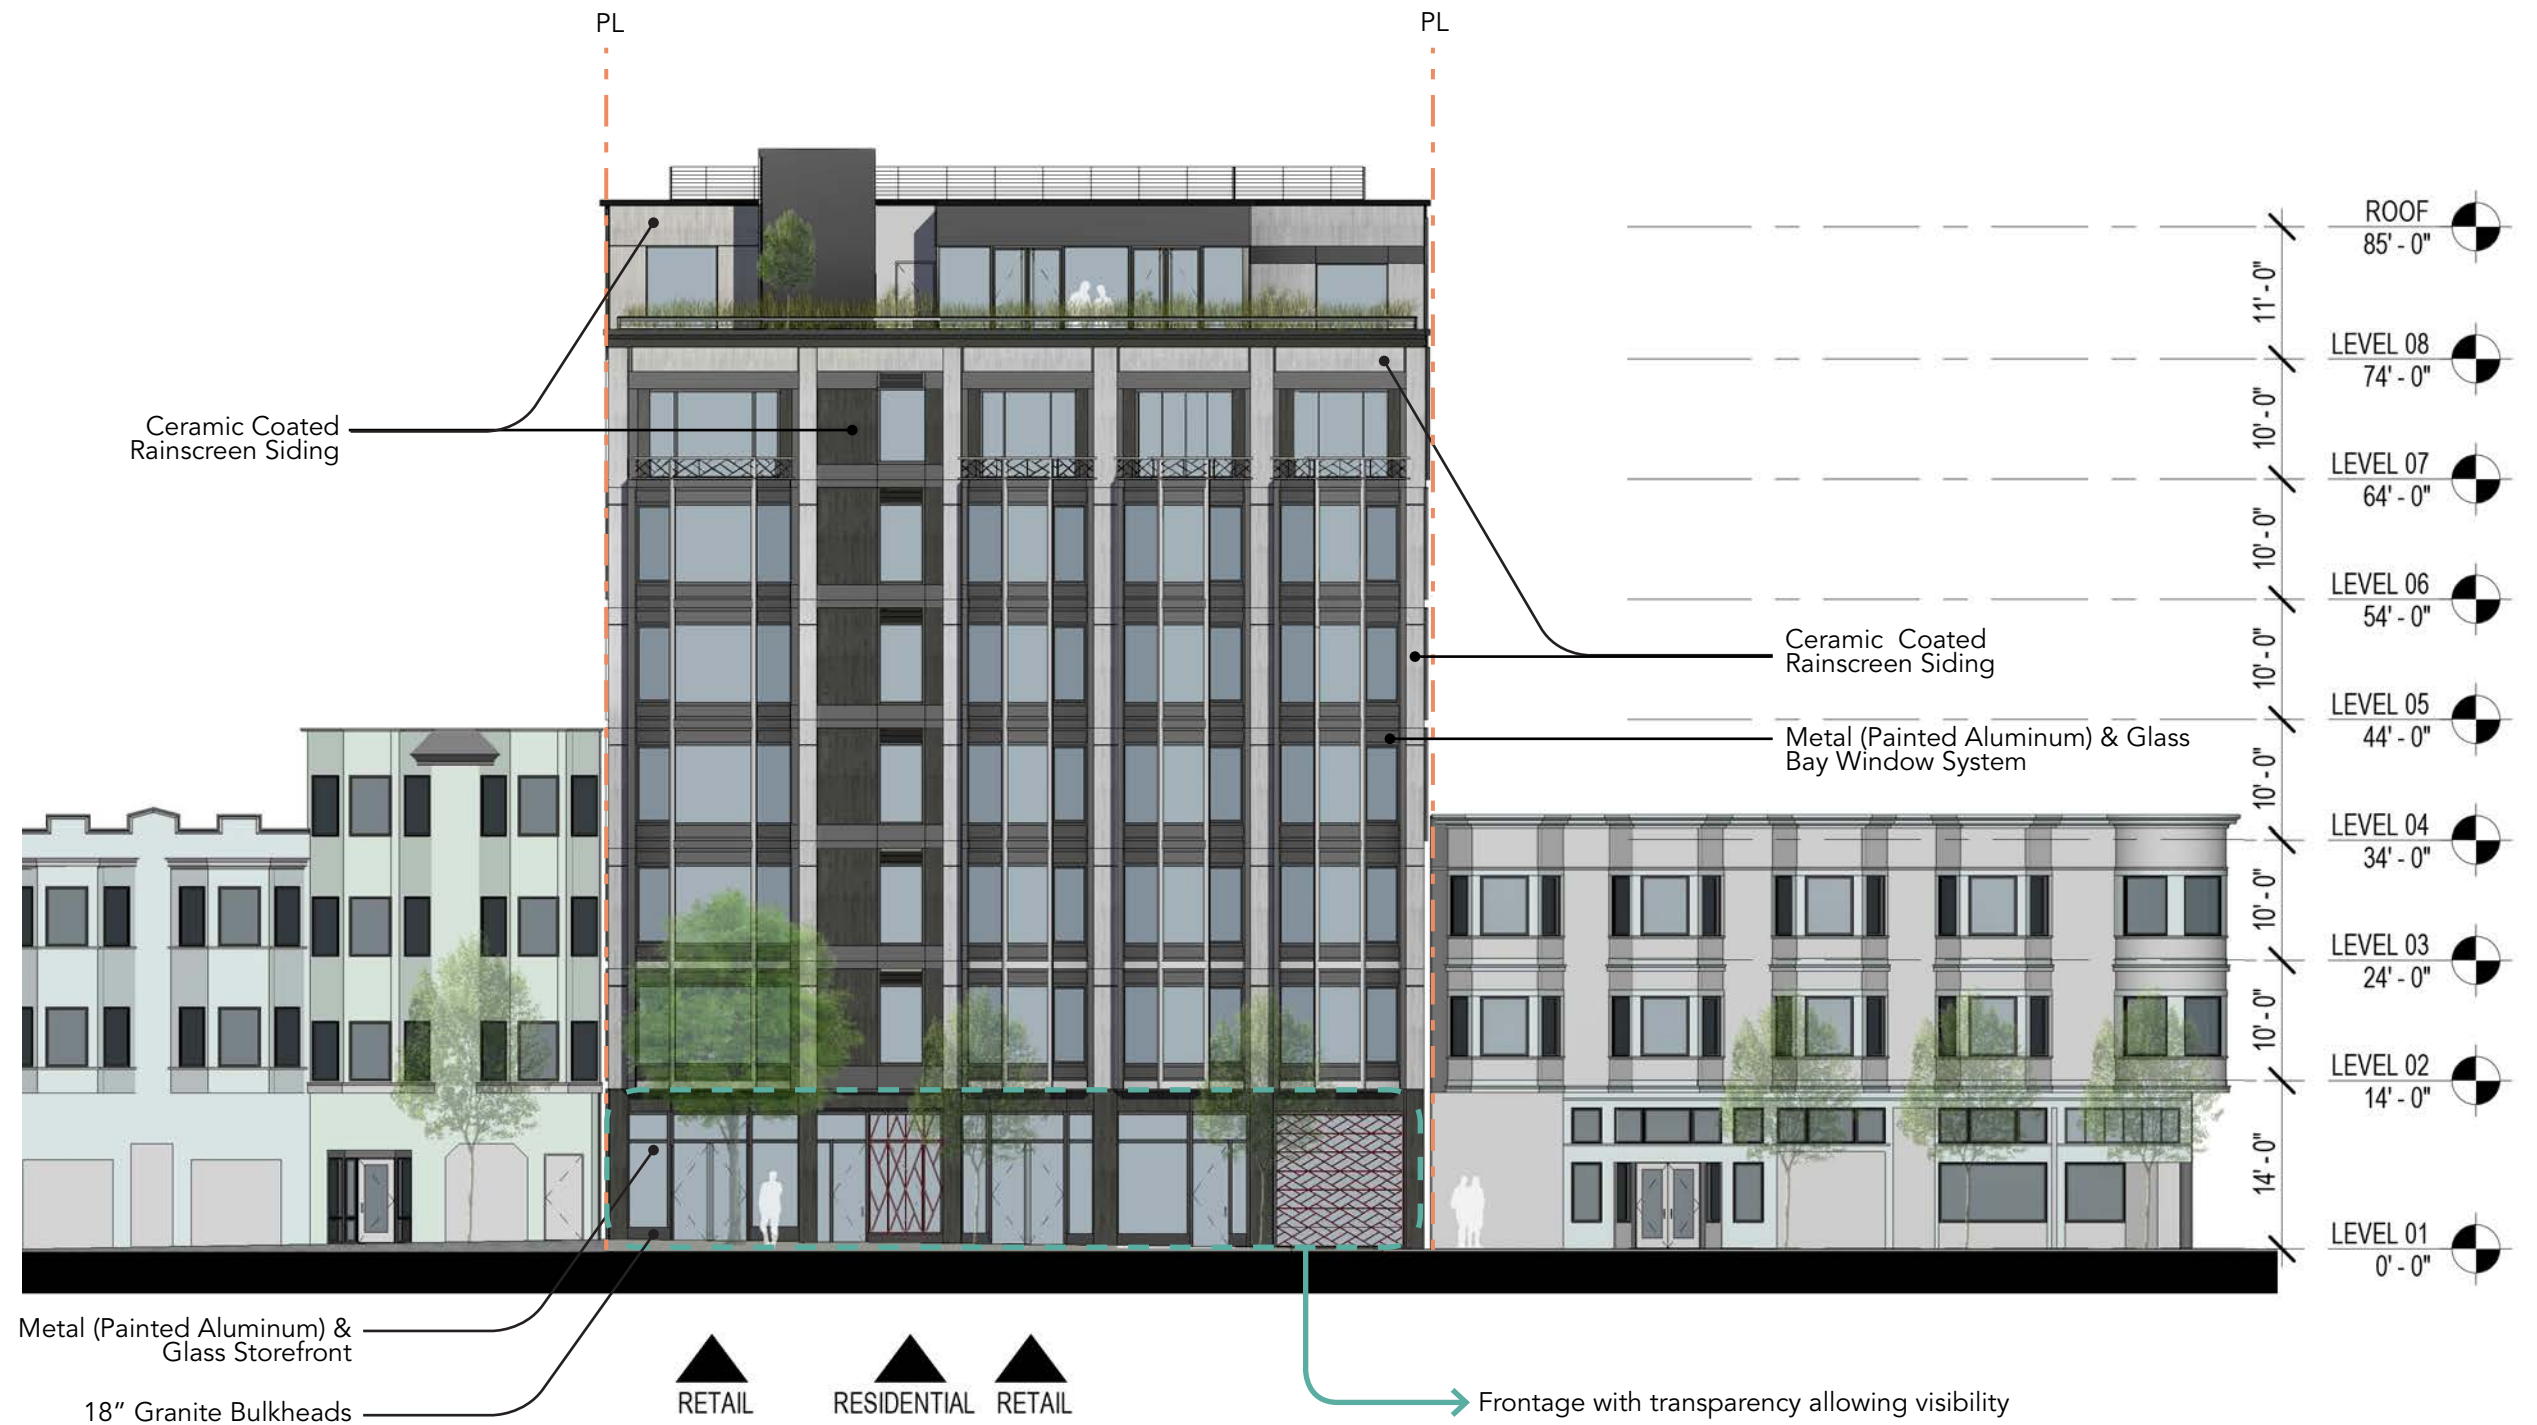 PL
PL
ROOF
85' - 0"
11' - 0"
LEVEL 08
74' - 0"
10' - 0"
Ceramic Coated
Rainscreen Siding
LEVEL 07
64' - 0"
10' - 0"
LEVEL 06
54' - 0"
10' - 0"
Ceramic Coated
Rainscreen Siding
LEVEL 05
44' - 0"
Metal (Painted Aluminum) & Glass
Bay Window System
10' - 0"
LEVEL 04
34' - 0"
10' - 0"
LEVEL 03
24' - 0"
10' - 0"
LEVEL 02
14' - 0"
14' - 0"
LEVEL 01
0' - 0"
Metal (Painted Aluminum) &
Glass Storefront
18” Granite Bulkheads
RETAIL
RESIDENTIAL
RETAIL
Frontage with transparency allowing visibility